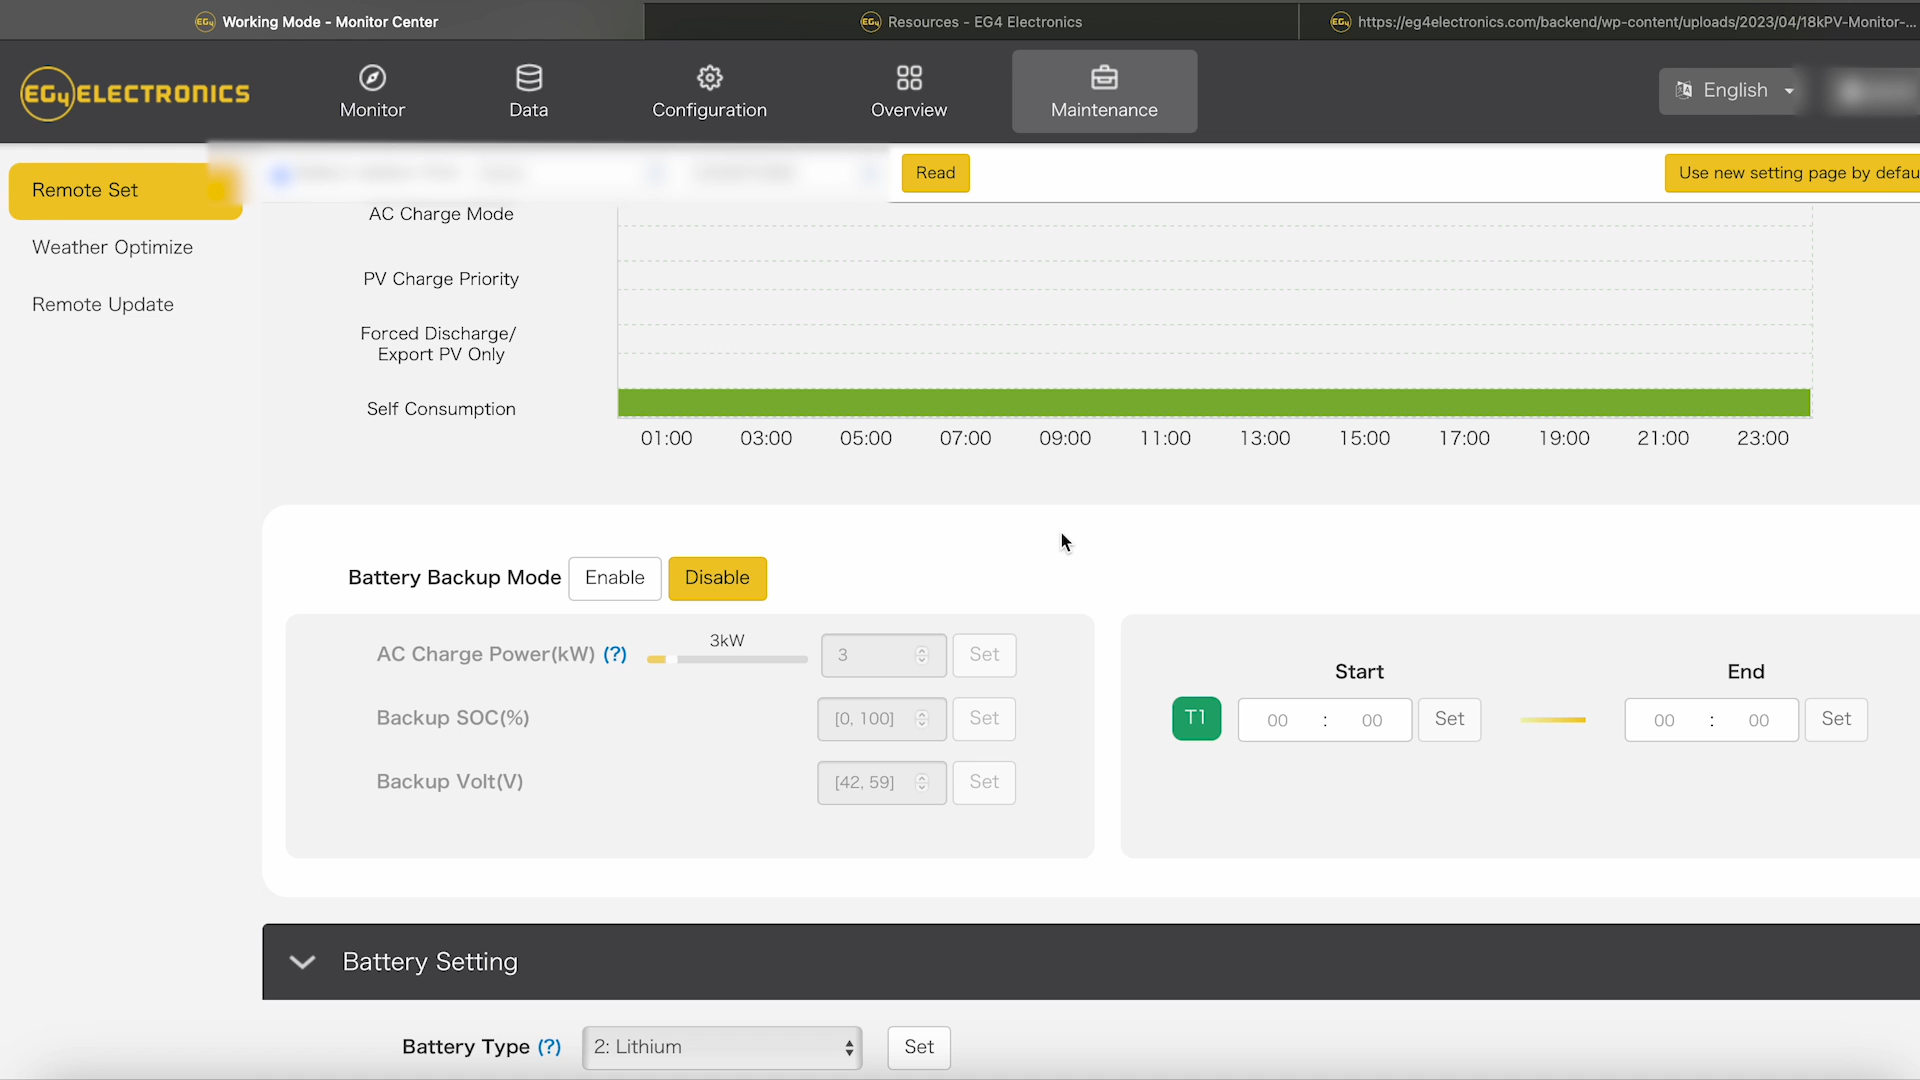 Working Mode - Monitor Center
Resources - EG4 Electronics
https://eg4electronics.com/backend/wp-content/uploads/2023/04/18kPV-Monitor-...
EG4 ELECTRONICS
Monitor
Data
Configuration
Overview
Maintenance
English
Remote Set
Weather Optimize
Remote Update
Read
Use new setting page by defau
AC Charge Mode
PV Charge Priority
Forced Discharge/
Export PV Only
Self Consumption
01:00 03:00 05:00 07:00 09:00 11:00 13:00 15:00 17:00 19:00 21:00 23:00
Battery Backup Mode Enable Disable
AC Charge Power(kW) (?) 3kW 3 Set
Backup SOC(%) [0, 100] Set
Backup Volt(V) [42, 59] Set
Start End
T1 00 : 00 Set 00 : 00 Set
Battery Setting
Battery Type (?) 2: Lithium Set